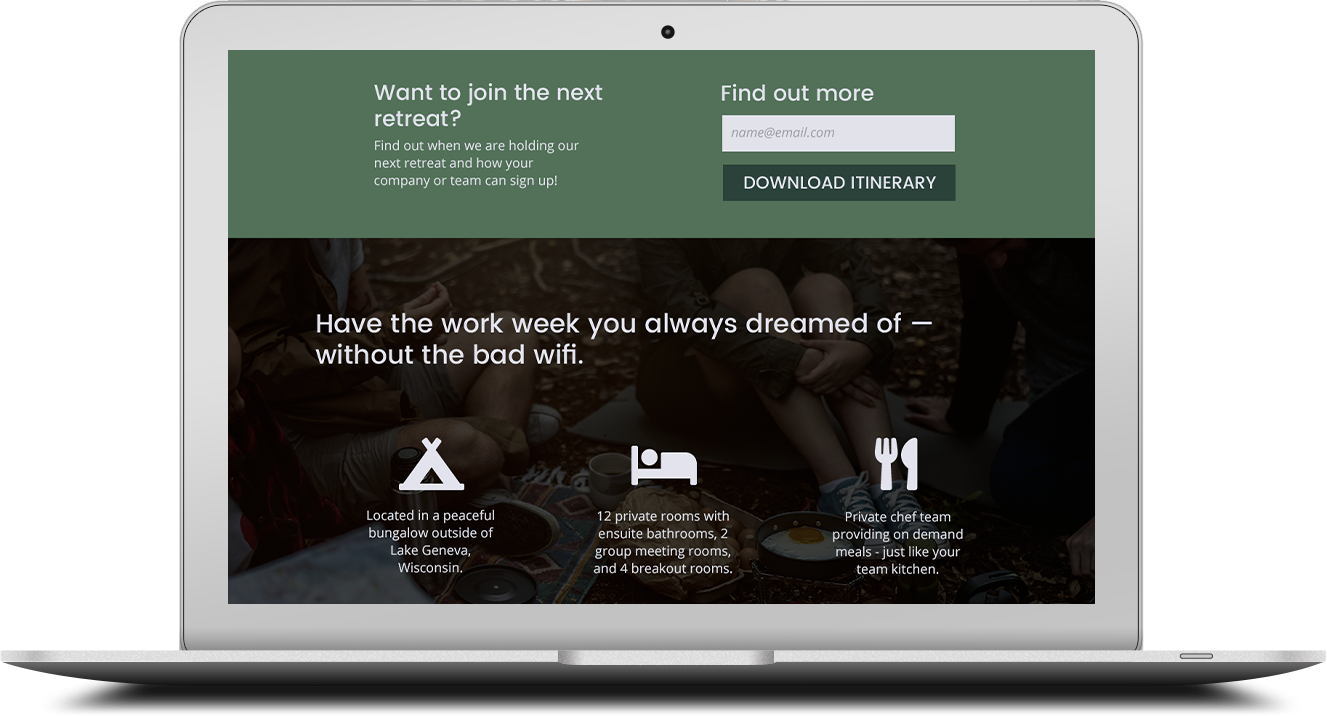 Want to join the next
retreat?
Find out when we are holding our
next retreat and how your
company or team can sign up!
Find out more
name@email.com
DOWNLOAD ITINERARY
Have the work week you always dreamed of —
without the bad wifi.
Located in a peaceful
bungalow outside of
Lake Geneva,
Wisconsin.
12 private rooms with
ensuite bathrooms, 2
group meeting rooms,
and 4 breakout rooms.
Private chef team
providing on demand
meals - just like your
team kitchen.